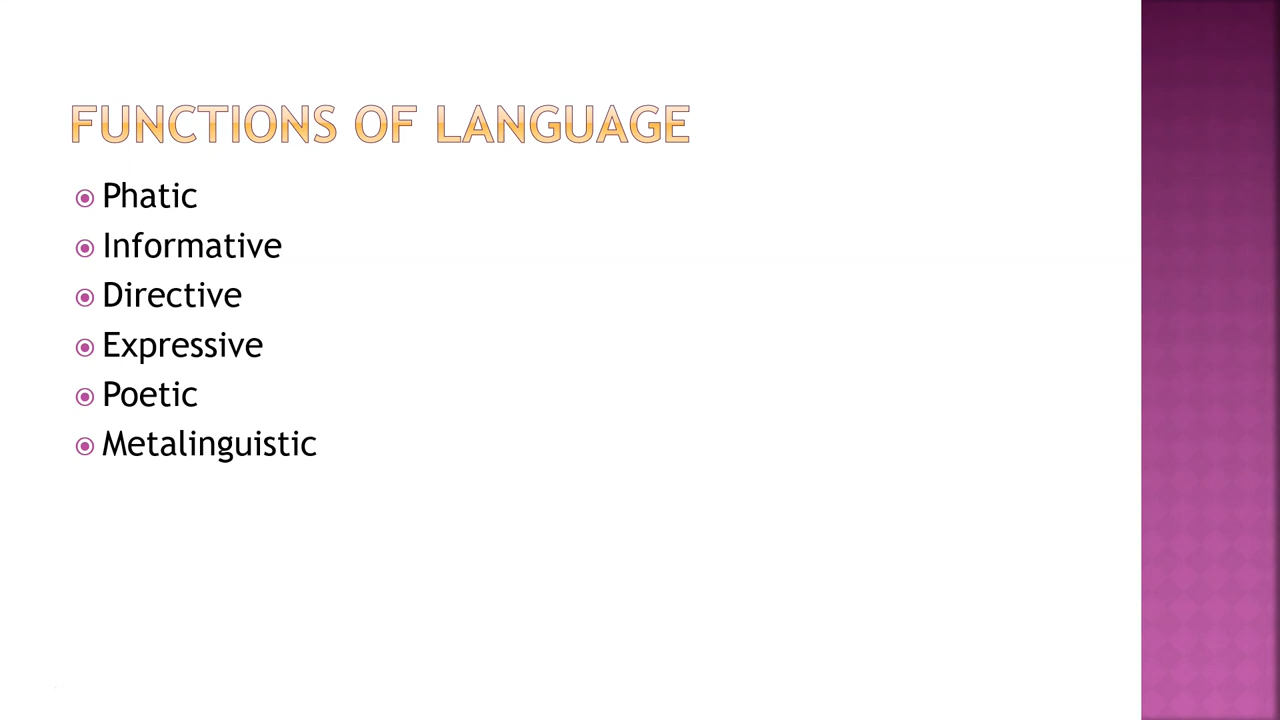 FUNCTIONS OF LANGUAGE
Phatic
Informative
Directive
Expressive
Poetic
Metalinguistic